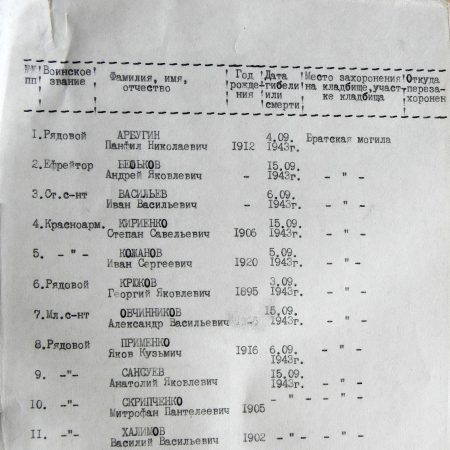 №№ Воинское Фамилия, имя, Год Дата Место захоронения Откуда
пп звание отчество рожде- гибели на кладбище, участ- переза-
ния или ке кладбища хоронен
смерти
1. Рядовой АРБУГИН 4.09. Братская могила
Панфил Николаевич 1912 1943г.
2. Ефрейтор 15.09.
Андрей Яковлевич - 1943г. - " -
3. Ст.с-нт ВАСИЛЬЕВ 6.09.
Иван Васильевич - 1943г. - " -
4. Красноарм. КИРИЕНКО 15.09.
Степан Савельевич 1906 1943г. - " -
5. - " - КОЖАНОВ 5.09.
Иван Сергеевич 1920 1943г. - " -
6. Рядовой КРЮКОВ 3.09.
Георгий Яковлевич 1895 1943г. - " -
7. Мл.с-нт ОВЧИННИКОВ 15.09.
Александр Васильевич 1943г. - " -
8. Рядовой ПРИМЕНКО 1916 6.09. - " -
Яков Кузьмич 1943г.
9. -"- САНСУЕВ 15.09.
Анатолий Яковлевич 1943г. - " -
10. -"- СКРИПЧЕНКО - " - - " -
Митрофан Пантелеевич 1905
11. -"- ХАЛИМОВ
Василий Васильевич 1902 - " - - " -